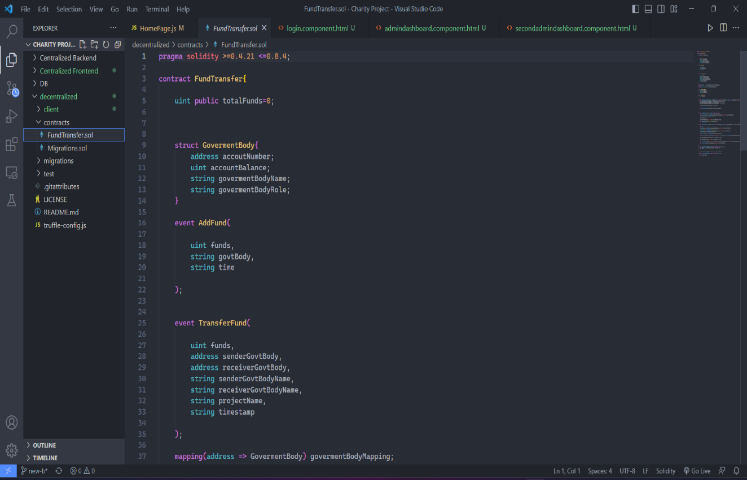 File Edit Selection View Go Run Terminal Help
FundTransfer.sol - Charity Project - Visual Studio Code
EXPLORER
HomePage.js M
FundTransfer.sol
login.component.html U
admindashboard.component.html U
secondadmindashboard.component.html U
CHARITY PROJ...
Centralized Backend
Centralized Frontend
DB
decentralized
client
contracts
FundTransfer.sol
Migrations.sol
migrations
test
.gitattributes
LICENSE
README.md
JS truffle-config.js
OUTLINE
TIMELINE
decentralized > contracts > FundTransfer.sol
1 pragma solidity >=0.4.21 <=0.8.4;
2
3 contract FundTransfer{
4
5 uint public totalFunds=0;
6
7
8
9 struct GovermentBody{
10 address accoutNumber;
11 uint accountBalance;
12 string govermentBodyName;
13 string govermentBodyRole;
14 }
15
16 event AddFund(
17
18 uint funds,
19 string govtBody,
20 string time
21
22 );
23
24
25 event TransferFund(
26
27 uint funds,
28 address senderGovtBody,
29 address receiverGovtBody,
30 string senderGovtBodyName,
31 string receiverGovtBodyName,
32 string projectName,
33 string timestamp
34
35 );
36
37 mapping(address => GovermentBody) govermentBodyMapping;
new-b* 0 0
Ln 1, Col 1 Spaces: 4 UTF-8 LF Solidity Go Live